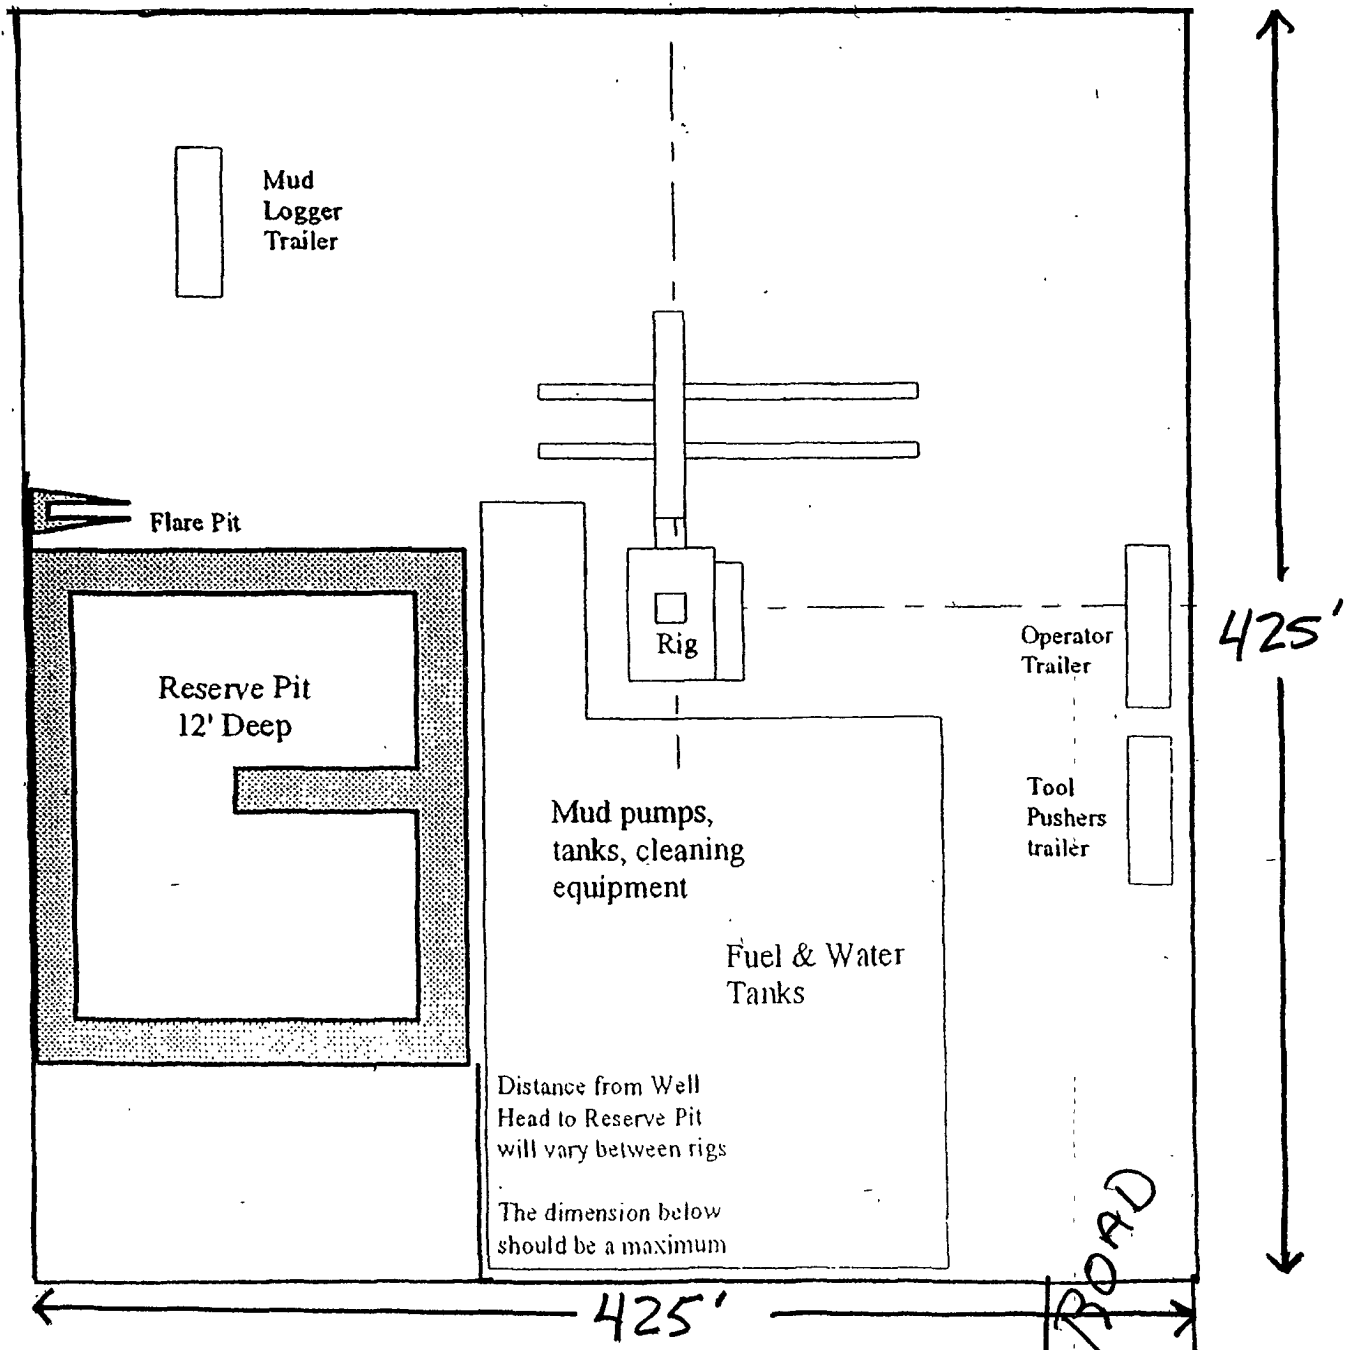 Mud
Logger
Trailer
Flare Pit
Rig
Operator
Trailer
425'
Reserve Pit
12' Deep
Tool
Pushers
trailer
Mud pumps,
tanks, cleaning
equipment
Fuel & Water
Tanks
Distance from Well
Head to Reserve Pit
will vary between rigs
The dimension below
should be a maximum
ROAD
425'